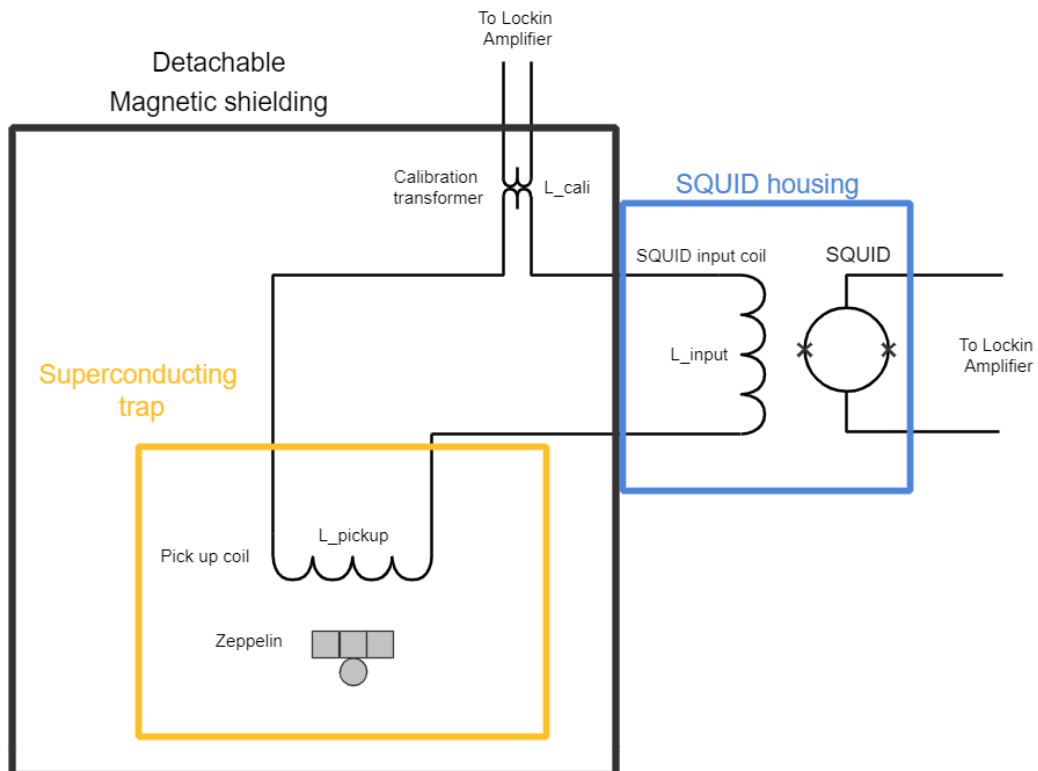 To Lockin
Amplifier
Detachable
Magnetic shielding
Calibration
transformer
L_cali
SQUID housing
SQUID input coil
SQUID
L_input
To Lockin
Amplifier
Superconducting
trap
L_pickup
Pick up coil
Zeppelin